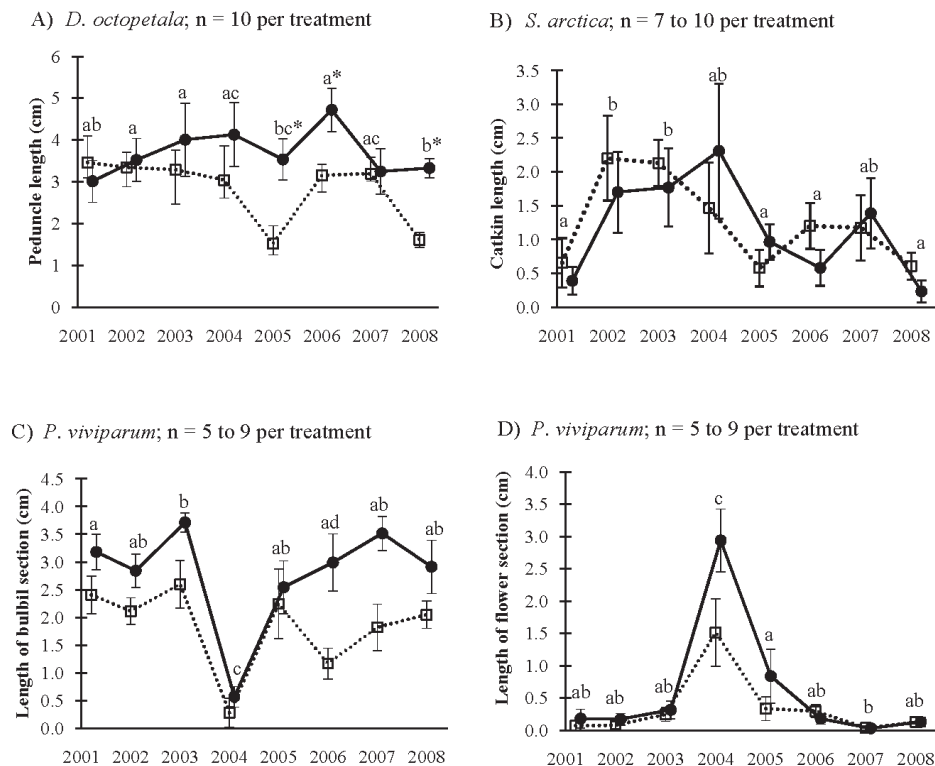 A) D. octopetala; n = 10 per treatment
Peduncle length (cm)
6
5
4
3
2
1
0
ab
a
a
ac
bc*
a*
ac
b*
2001 2002 2003 2004 2005 2006 2007 2008
B) S. arctica; n = 7 to 10 per treatment
Catkin length (cm)
3.5
3.0
2.5
2.0
1.5
1.0
0.5
0.0
a
b
b
ab
a
a
ab
a
2001 2002 2003 2004 2005 2006 2007 2008
C) P. viviparum; n = 5 to 9 per treatment
Length of bulbil section (cm)
4.5
4.0
3.5
3.0
2.5
2.0
1.5
1.0
0.5
0.0
a
ab
b
c
ab
ad
ab
ab
2001 2002 2003 2004 2005 2006 2007 2008
D) P. viviparum; n = 5 to 9 per treatment
Length of flower section (cm)
4.0
3.5
3.0
2.5
2.0
1.5
1.0
0.5
0.0
ab
ab
ab
c
a
ab
b
ab
2001 2002 2003 2004 2005 2006 2007 2008